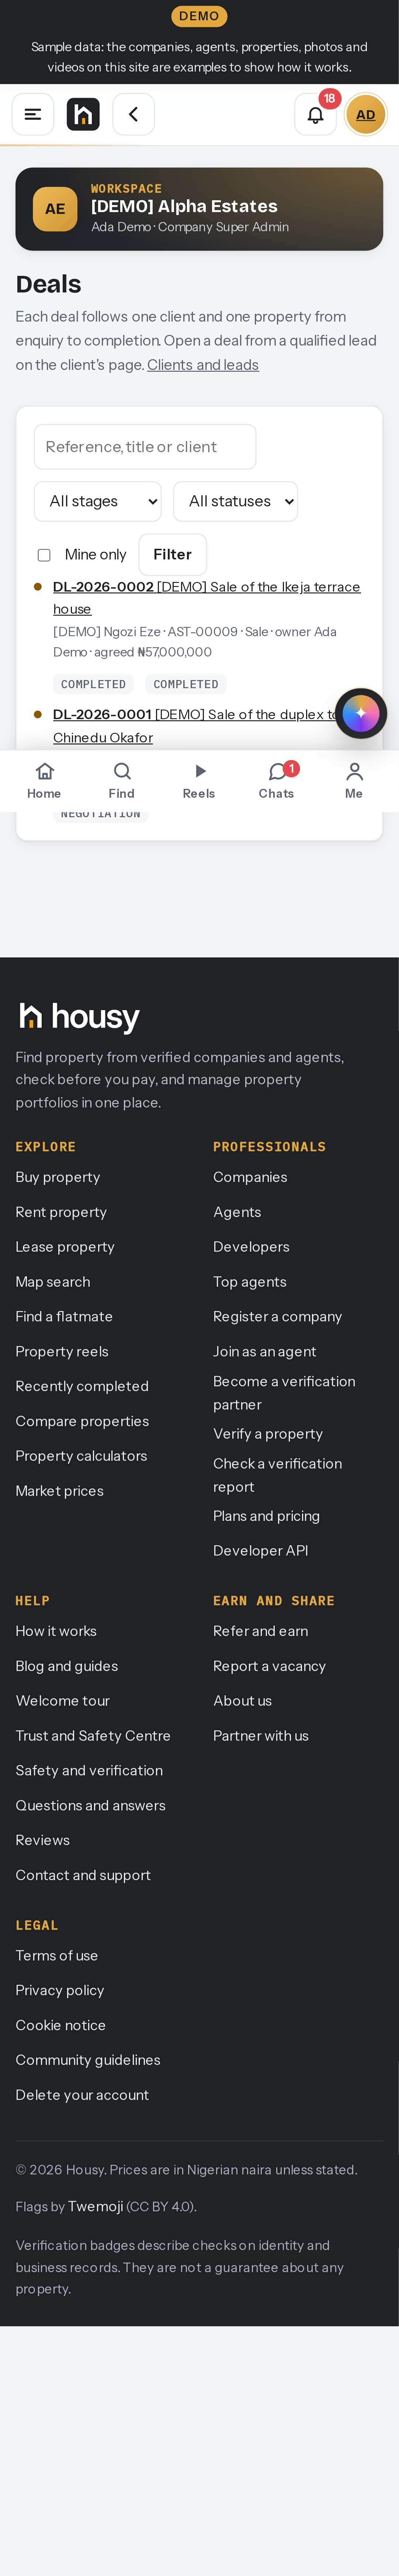 DEMO
Sample data: the companies, agents, properties, photos and
videos on this site are examples to show how it works.
18
AD
AE
WORKSPACE
[DEMO] Alpha Estates
Ada Demo · Company Super Admin
Deals
Each deal follows one client and one property from
enquiry to completion. Open a deal from a qualified lead
on the client's page. Clients and leads
Reference, title or client
All stages
All statuses
Mine only
Filter
DL-2026-0002 [DEMO] Sale of the Ikeja terrace
house
[DEMO] Ngozi Eze · AST-00009 · Sale · owner Ada
Demo · agreed ₦57,000,000
COMPLETED
COMPLETED
DL-2026-0001 [DEMO] Sale of the duplex to
Chinedu Okafor
Home
Find
Reels
1
Chats
Me
NEGOTIATION
housy
Find property from verified companies and agents,
check before you pay, and manage property
portfolios in one place.
EXPLORE
Buy property
Rent property
Lease property
Map search
Find a flatmate
Property reels
Recently completed
Compare properties
Property calculators
Market prices
PROFESSIONALS
Companies
Agents
Developers
Top agents
Register a company
Join as an agent
Become a verification
partner
Verify a property
Check a verification
report
Plans and pricing
Developer API
HELP
How it works
Blog and guides
Welcome tour
Trust and Safety Centre
Safety and verification
Questions and answers
Reviews
Contact and support
EARN AND SHARE
Refer and earn
Report a vacancy
About us
Partner with us
LEGAL
Terms of use
Privacy policy
Cookie notice
Community guidelines
Delete your account
© 2026 Housy. Prices are in Nigerian naira unless stated.
Flags by Twemoji (CC BY 4.0).
Verification badges describe checks on identity and
business records. They are not a guarantee about any
property.